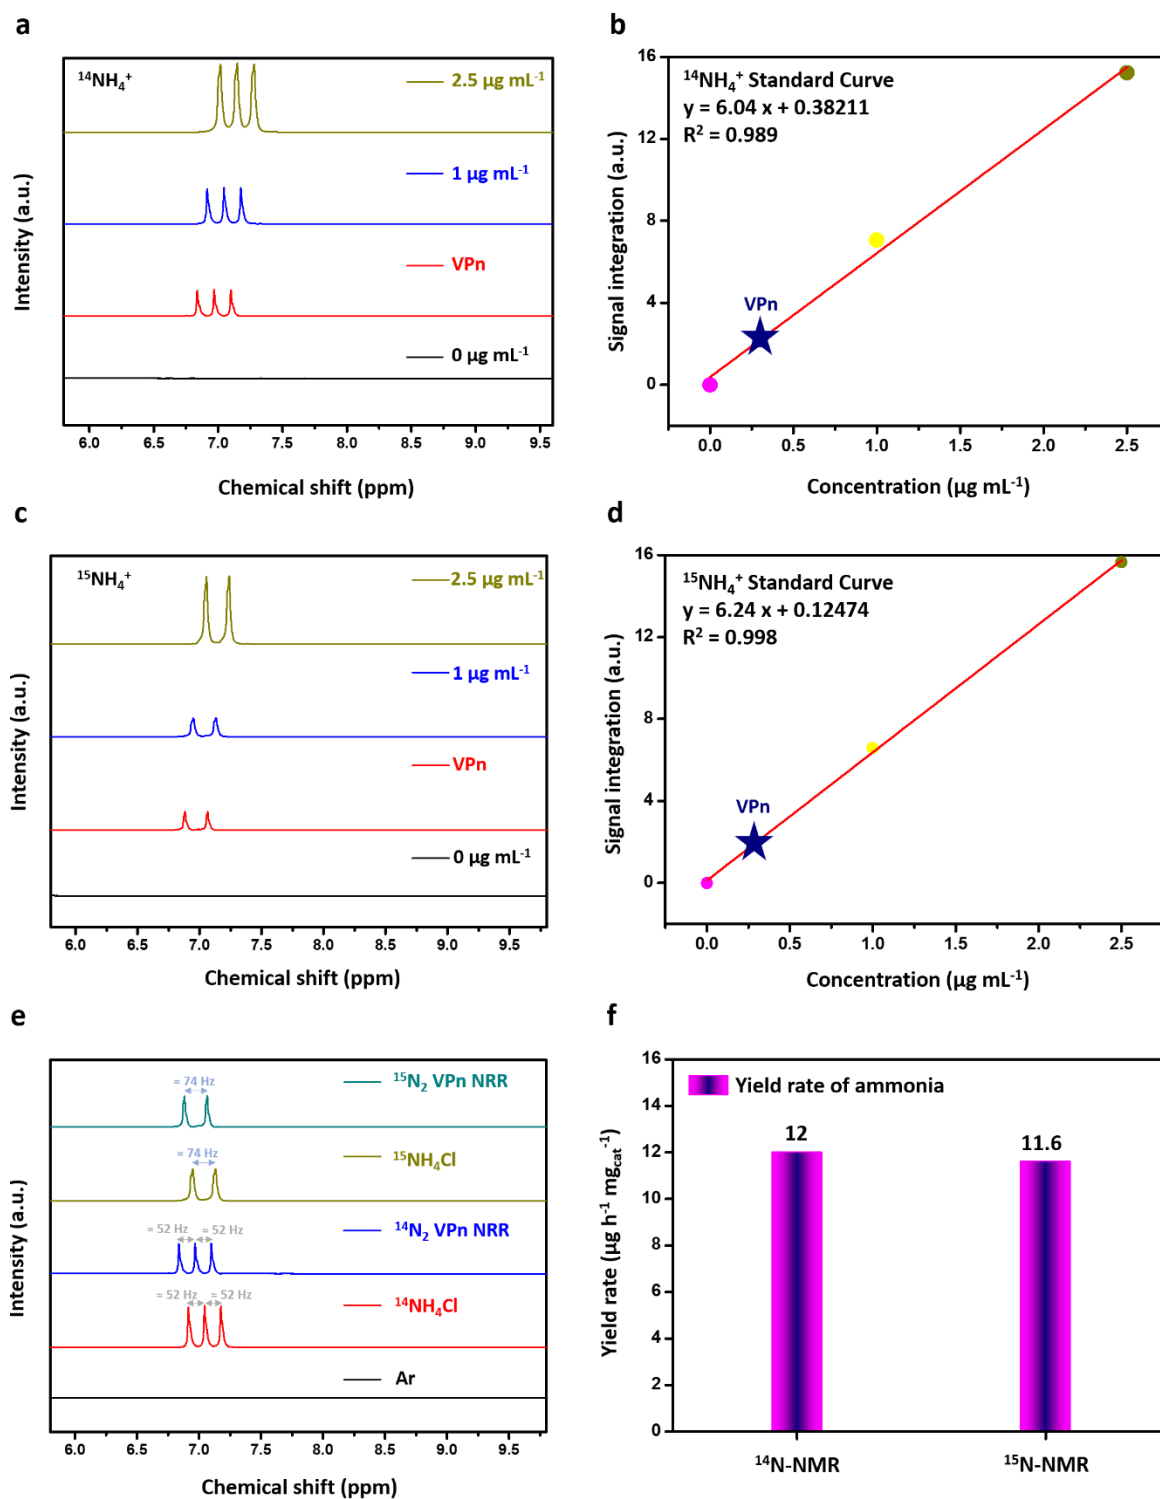 a
¹⁴NH₄⁺
2.5 µg mL⁻¹
1 µg mL⁻¹
VPn
0 µg mL⁻¹
Intensity (a.u.)
6.0 6.5 7.0 7.5 8.0 8.5 9.0 9.5
Chemical shift (ppm)
b
¹⁴NH₄⁺ Standard Curve
y = 6.04 x + 0.38211
R² = 0.989
VPn
Signal integration (a.u.)
16
12
8
4
0
0.0 0.5 1.0 1.5 2.0 2.5
Concentration (µg mL⁻¹)
c
¹⁵NH₄⁺
2.5 µg mL⁻¹
1 µg mL⁻¹
VPn
0 µg mL⁻¹
Intensity (a.u.)
6.0 6.5 7.0 7.5 8.0 8.5 9.0 9.5
Chemical shift (ppm)
d
¹⁵NH₄⁺ Standard Curve
y = 6.24 x + 0.12474
R² = 0.998
VPn
Signal integration (a.u.)
16
12
8
4
0
0.0 0.5 1.0 1.5 2.0 2.5
Concentration (µg mL⁻¹)
e
≈ 74 Hz
¹⁵N₂ VPn NRR
≈ 74 Hz
¹⁵NH₄Cl
≈ 52 Hz ≈ 52 Hz
¹⁴N₂ VPn NRR
≈ 52 Hz ≈ 52 Hz
¹⁴NH₄Cl
Ar
Intensity (a.u.)
6.0 6.5 7.0 7.5 8.0 8.5 9.0 9.5
Chemical shift (ppm)
f
Yield rate of ammonia
12
11.6
Yield rate (µg h⁻¹ mg_cat⁻¹)
16
14
12
10
8
6
4
2
0
¹⁴N-NMR ¹⁵N-NMR